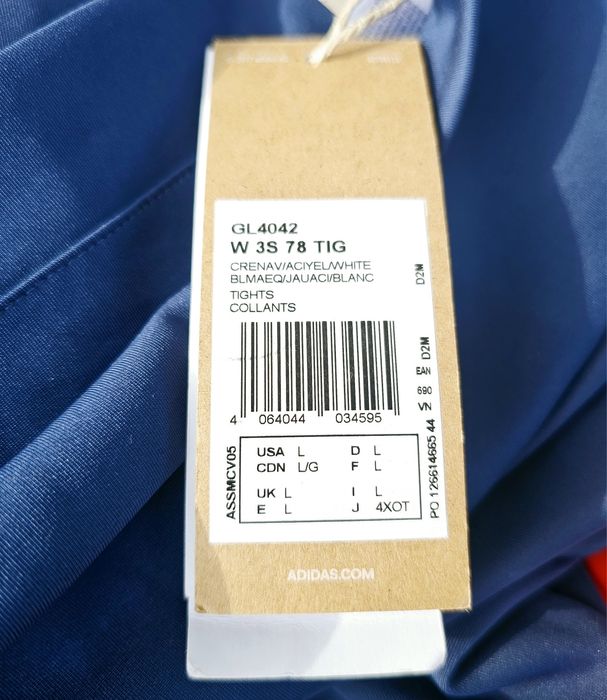 GL4042
W 3S 78 TIG
CRENAV/ACIYEL/WHITE
BLMAEQ/JAUACI/BLANC
TIGHTS
COLLANTS
4 064044 034595
D2M
D2M
EAN
690
VN
PO 126614665 44
ASSMCV05
USA L D L
CDN L/G F L
UK L I L
E L J 4XOT
ADIDAS.COM